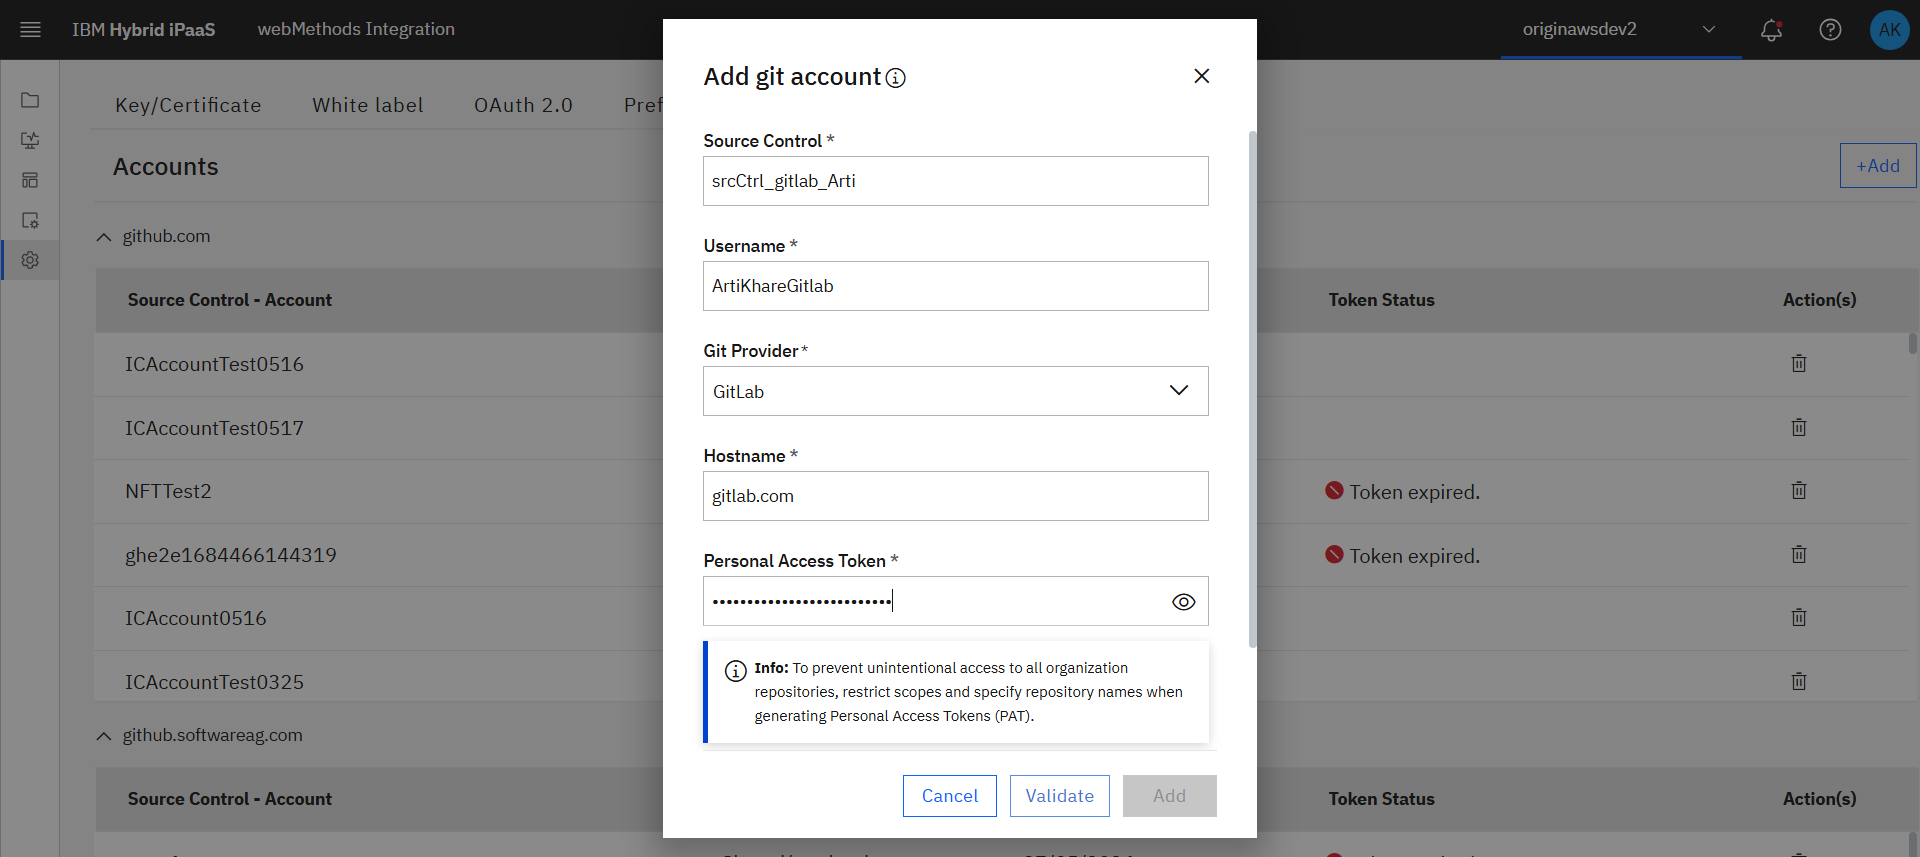 IBM Hybrid iPaaS
webMethods Integration
originawsdev2
AK
Key/Certificate
White label
OAuth 2.0
Pref
Accounts
+Add
github.com
Source Control - Account
Token Status
Action(s)
ICAccountTest0516
ICAccountTest0517
NFTTest2
Token expired.
ghe2e1684466144319
Token expired.
ICAccount0516
ICAccountTest0325
github.softwareag.com
Source Control - Account
Token Status
Action(s)
Add git account
Source Control *
srcCtrl_gitlab_Arti
Username *
ArtiKhareGitlab
Git Provider*
GitLab
Hostname *
gitlab.com
Personal Access Token *
••••••••••••••••••••••••••
Info: To prevent unintentional access to all organization
repositories, restrict scopes and specify repository names when
generating Personal Access Tokens (PAT).
Cancel
Validate
Add